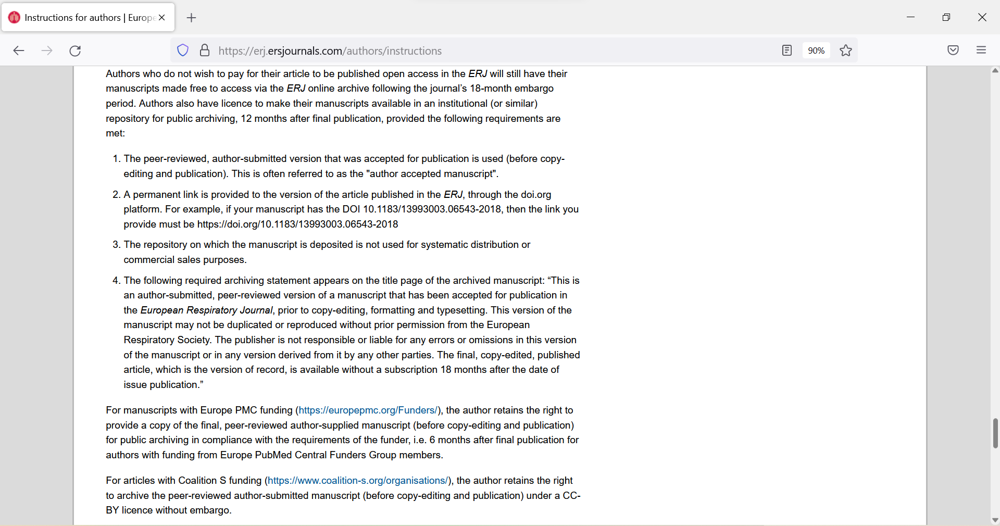 Instructions for authors | Europe
https://erj.ersjournals.com/authors/instructions
90%
Authors who do not wish to pay for their article to be published open access in the ERJ will still have their
manuscripts made free to access via the ERJ online archive following the journal’s 18-month embargo
period. Authors also have licence to make their manuscripts available in an institutional (or similar)
repository for public archiving, 12 months after final publication, provided the following requirements are
met:
1. The peer-reviewed, author-submitted version that was accepted for publication is used (before copy-
editing and publication). This is often referred to as the "author accepted manuscript".
2. A permanent link is provided to the version of the article published in the ERJ, through the doi.org
platform. For example, if your manuscript has the DOI 10.1183/13993003.06543-2018, then the link you
provide must be https://doi.org/10.1183/13993003.06543-2018
3. The repository on which the manuscript is deposited is not used for systematic distribution or
commercial sales purposes.
4. The following required archiving statement appears on the title page of the archived manuscript: “This is
an author-submitted, peer-reviewed version of a manuscript that has been accepted for publication in
the European Respiratory Journal, prior to copy-editing, formatting and typesetting. This version of the
manuscript may not be duplicated or reproduced without prior permission from the European
Respiratory Society. The publisher is not responsible or liable for any errors or omissions in this version
of the manuscript or in any version derived from it by any other parties. The final, copy-edited, published
article, which is the version of record, is available without a subscription 18 months after the date of
issue publication.”
For manuscripts with Europe PMC funding (https://europepmc.org/Funders/), the author retains the right to
provide a copy of the final, peer-reviewed author-supplied manuscript (before copy-editing and publication)
for public archiving in compliance with the requirements of the funder, i.e. 6 months after final publication for
authors with funding from Europe PubMed Central Funders Group members.
For articles with Coalition S funding (https://www.coalition-s.org/organisations/), the author retains the right
to archive the peer-reviewed author-submitted manuscript (before copy-editing and publication) under a CC-
BY licence without embargo.